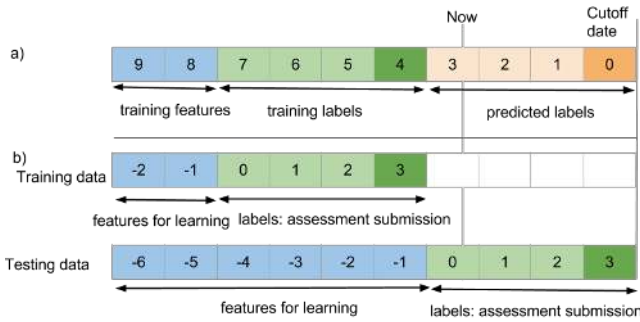 Now
Cutoff
date
a)
9 8 7 6 5 4 3 2 1 0
training features training labels predicted labels
b)
Training data
-2 -1 0 1 2 3
features for learning labels: assessment submission
Testing data
-6 -5 -4 -3 -2 -1 0 1 2 3
features for learning labels: assessment submission